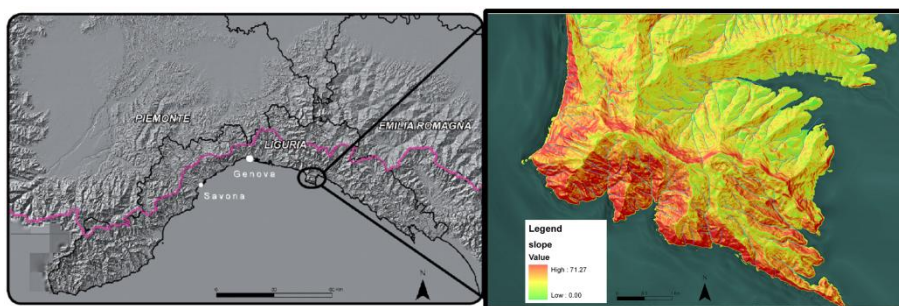 PIEMONTE
EMILIA ROMAGNA
LIGURIA
Genova
Savona
N
Legend
slope
Value
High : 71.27
Low : 0.00
N